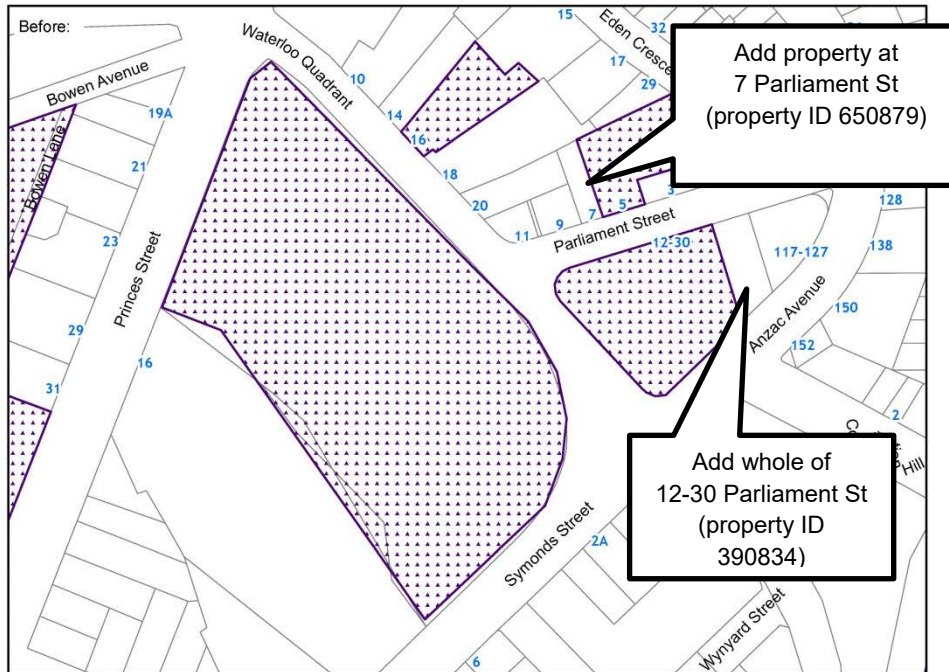 Before:
15
Eden Cresce
32
Waterloo Quadrant
17
Bowen Avenue
10
29
Add property at
7 Parliament St
(property ID 650879)
19A
14
16
Bowen Lane
21
18
3
20
5
7
9
11
128
Parliament Street
12-30
117-127
138
23
Princes Street
Anzac Avenue
150
29
152
16
31
2
Hill
Add whole of
12-30 Parliament St
(property ID
390834)
Symonds Street
2A
Wynyard Street
6